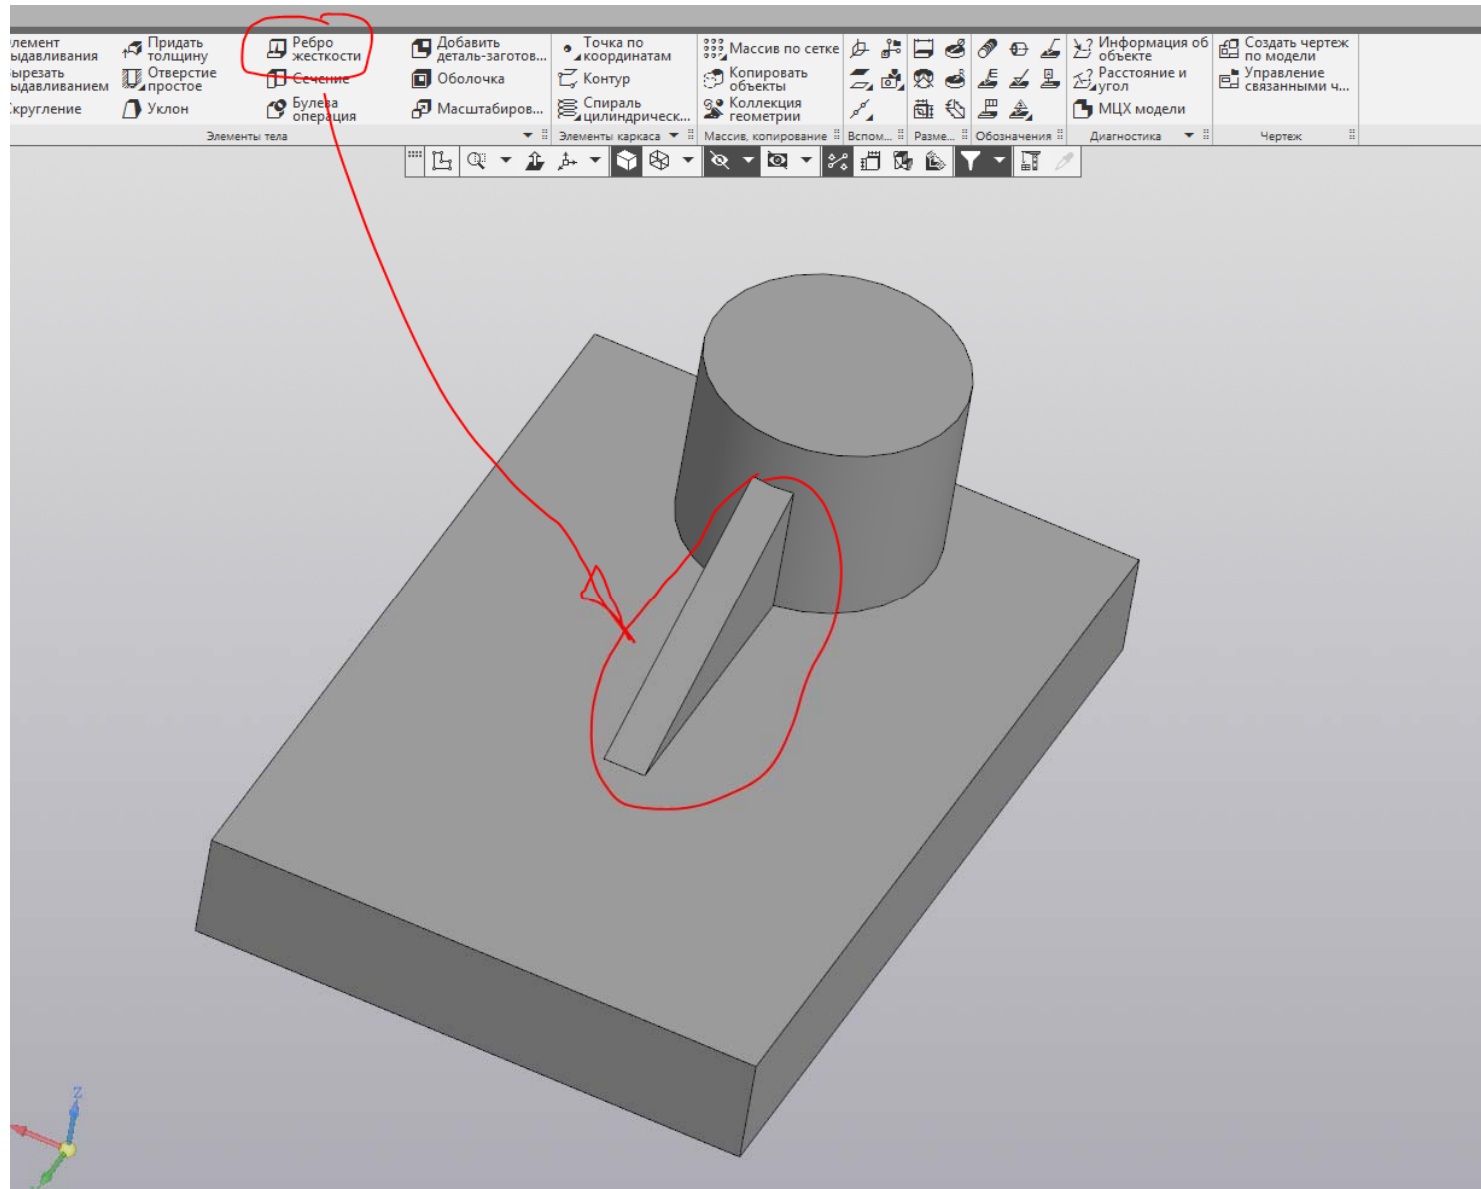 лемент
ыдавливания
Придать
толщину
Ребро
жесткости
Добавить
деталь-заготов...
Точка по
координатам
Массив по сетке
Информация об
объекте
Создать чертеж
по модели
ырезать
ыдавливанием
Отверстие
простое
Сечение
Оболочка
Контур
Копировать
объекты
Расстояние и
угол
Управление
связанными ч...
кругление
Уклон
Булева
операция
Масштабиров...
Спираль
цилиндрическ...
Коллекция
геометрии
МЦХ модели
Элементы тела
Элементы каркаса
Массив, копирование
Вспом...
Разме...
Обозначения
Диагностика
Чертеж
Z